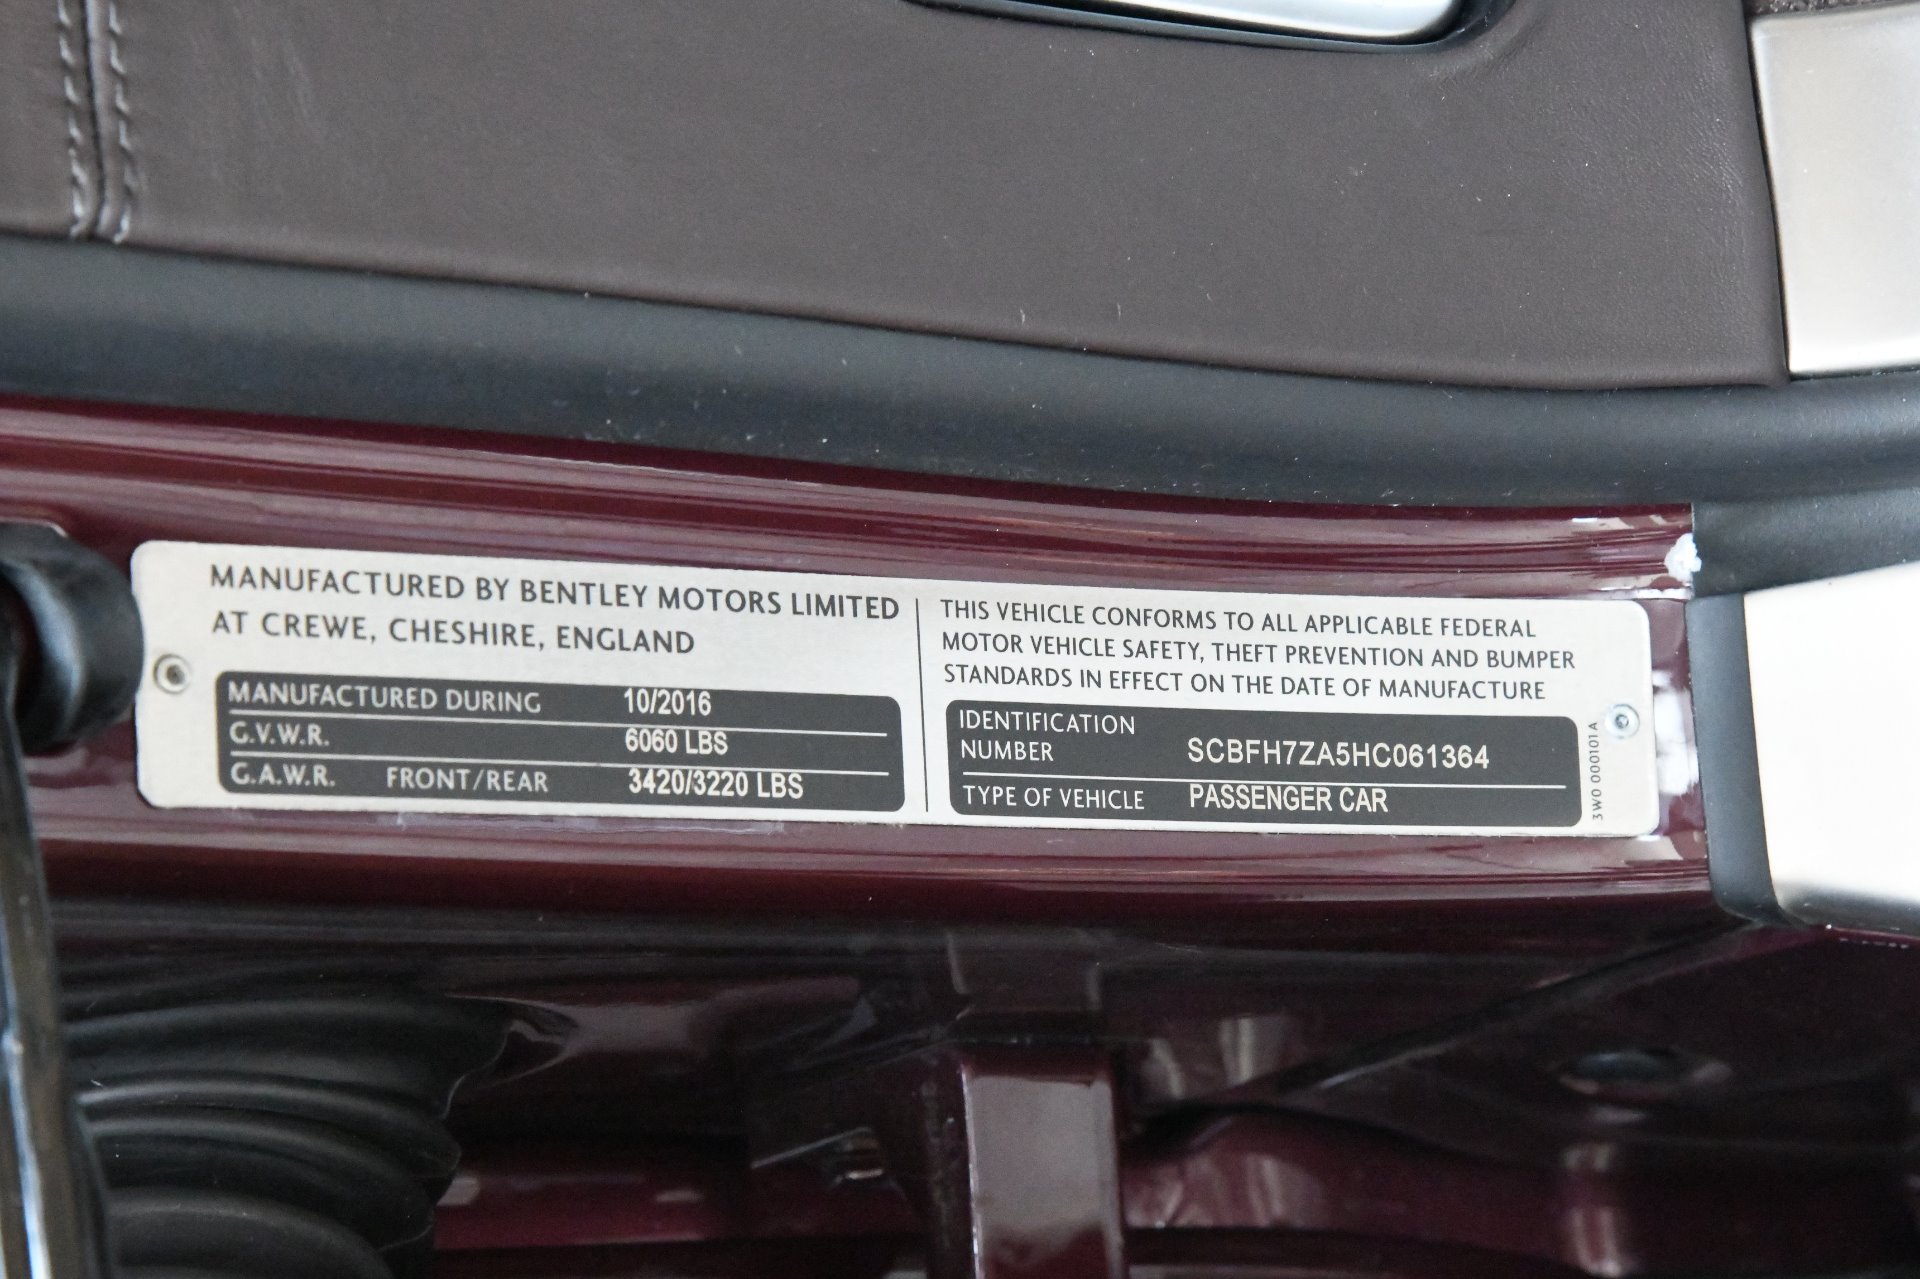 MANUFACTURED BY BENTLEY MOTORS LIMITED
AT CREWE, CHESHIRE, ENGLAND
MANUFACTURED DURING 10/2016
G.V.W.R. 6060 LBS
G.A.W.R. FRONT/REAR 3420/3220 LBS
THIS VEHICLE CONFORMS TO ALL APPLICABLE FEDERAL
MOTOR VEHICLE SAFETY, THEFT PREVENTION AND BUMPER
STANDARDS IN EFFECT ON THE DATE OF MANUFACTURE
IDENTIFICATION
NUMBER SCBFH7ZA5HC061364
TYPE OF VEHICLE PASSENGER CAR
3W0 000101 A